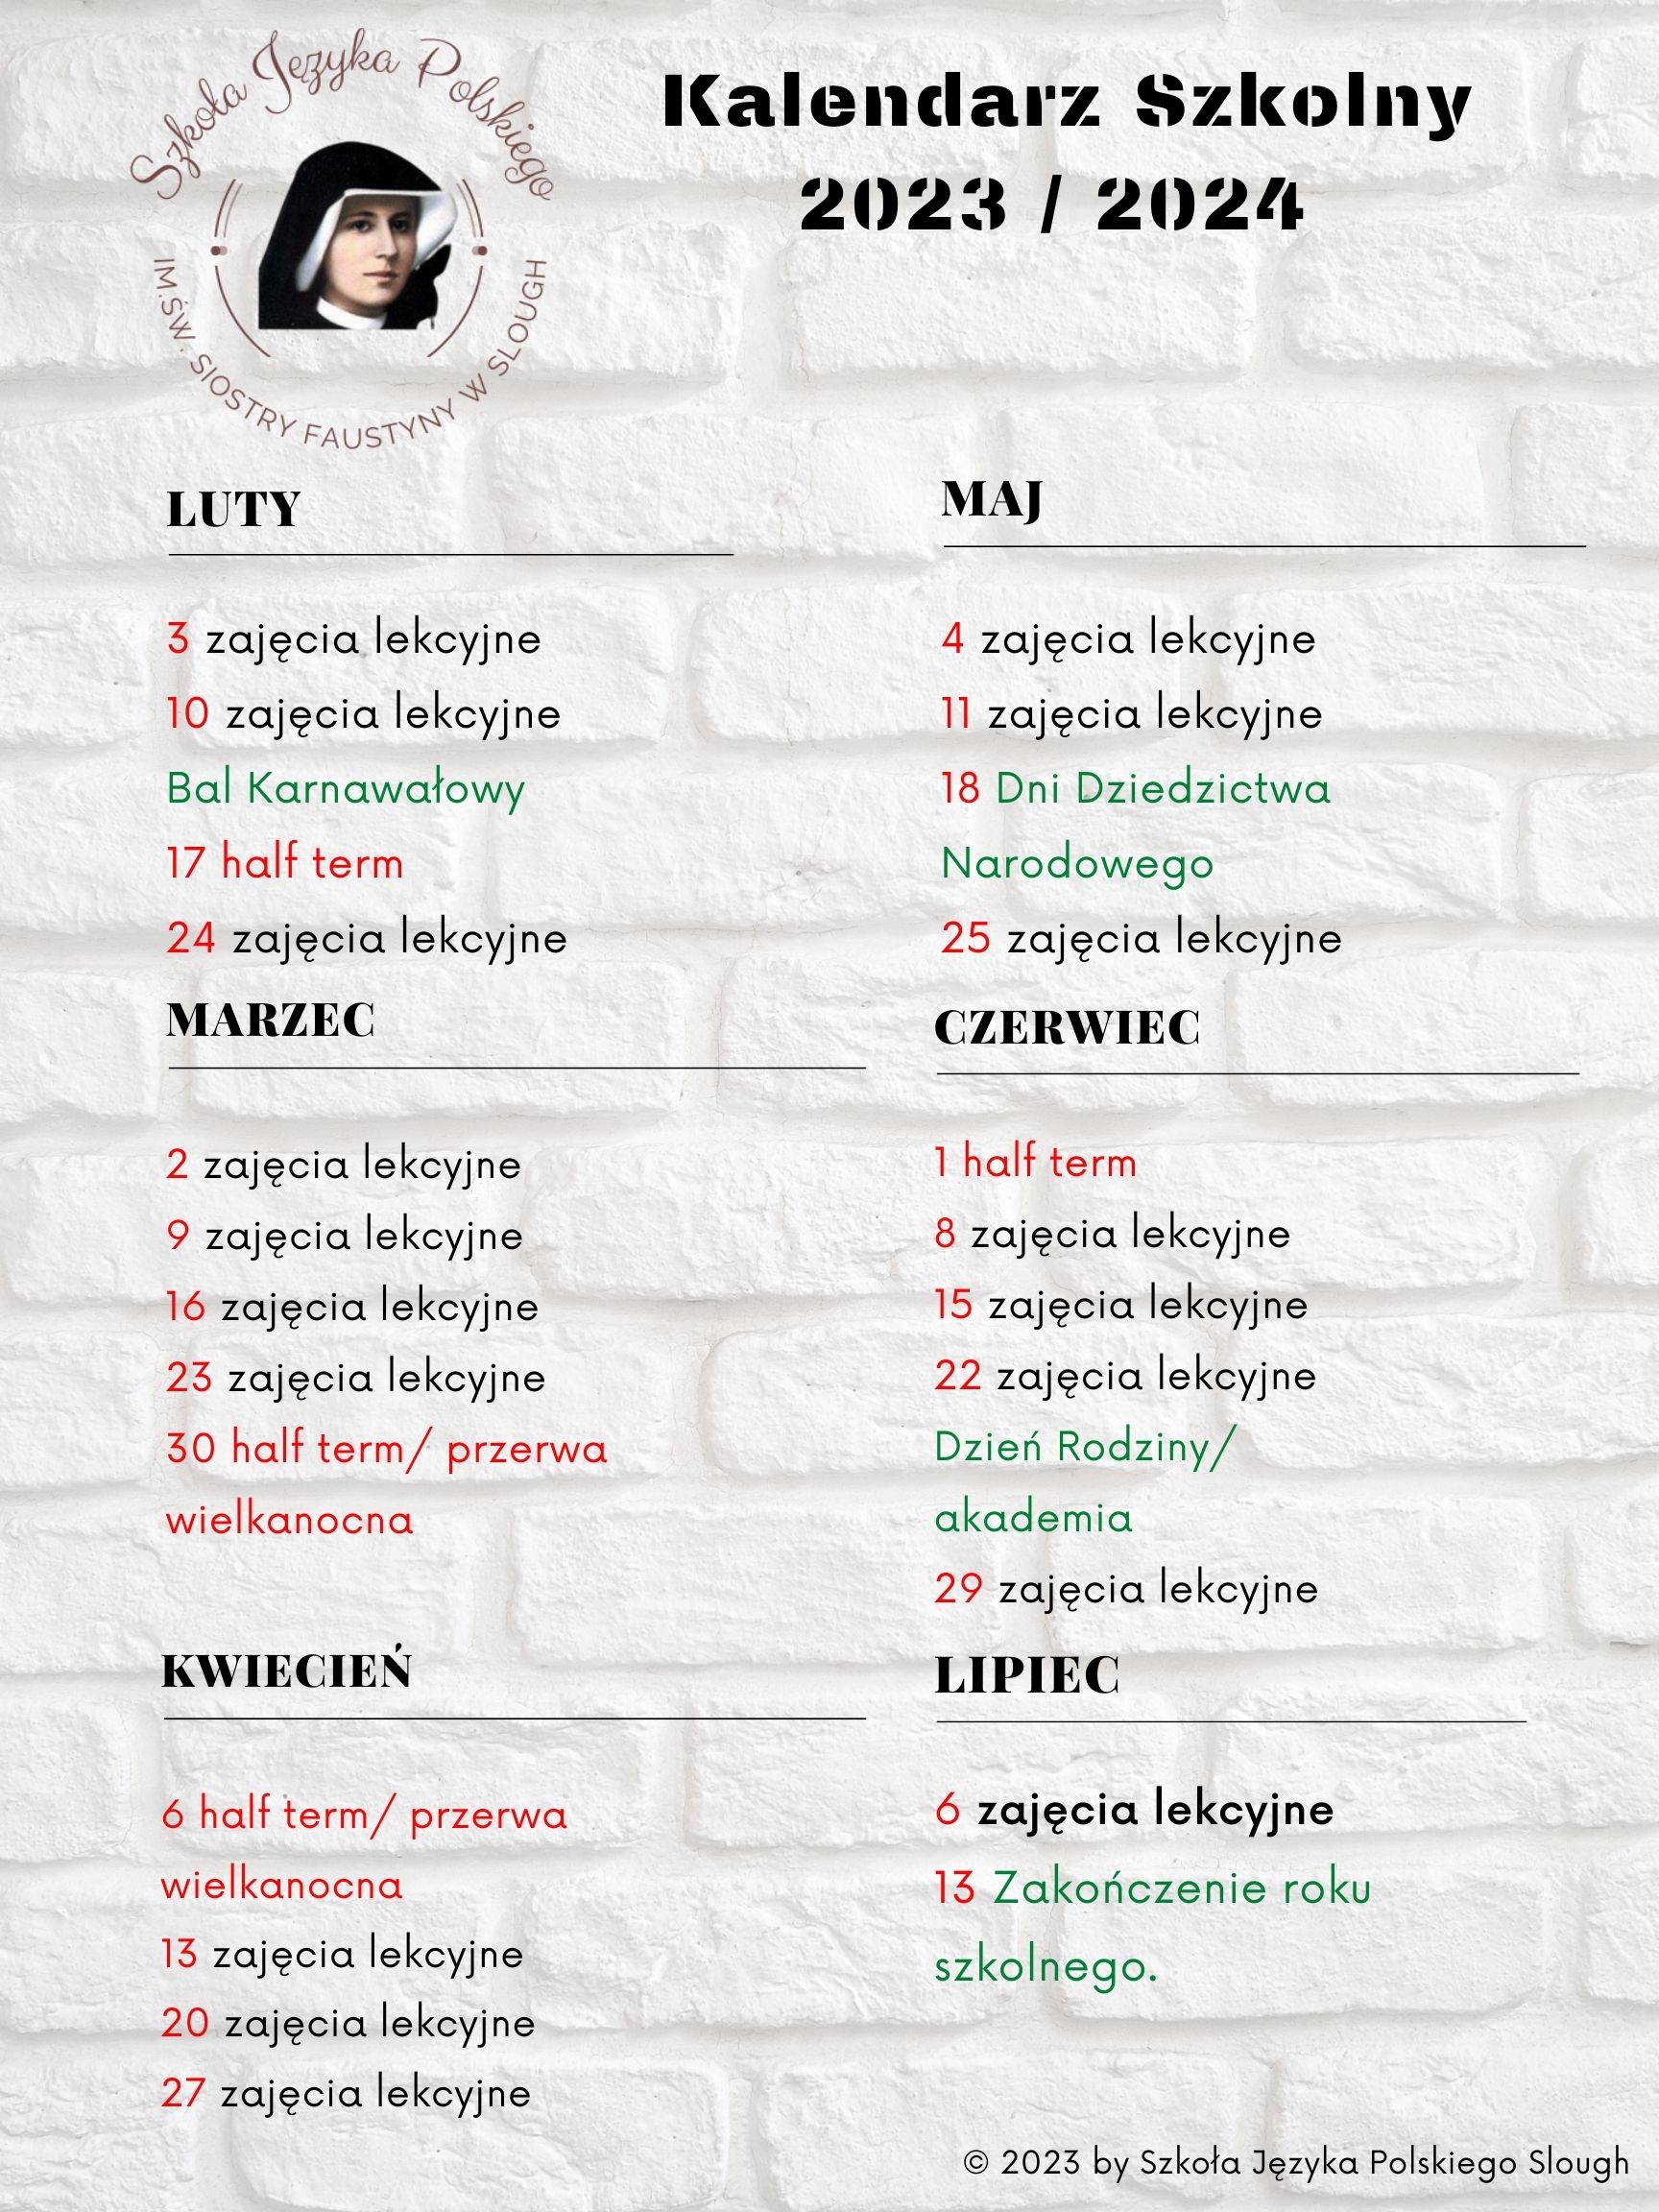 Szkoła Języka Polskiego
IM.ŚW. SIOSTRY FAUSTYNY W SLOUGH
Kalendarz Szkolny
2023 / 2024
LUTY
3 zajęcia lekcyjne
10 zajęcia lekcyjne
Bal Karnawałowy
17 half term
24 zajęcia lekcyjne
MARZEC
2 zajęcia lekcyjne
9 zajęcia lekcyjne
16 zajęcia lekcyjne
23 zajęcia lekcyjne
30 half term/ przerwa
wielkanocna
KWIECIEŃ
6 half term/ przerwa
wielkanocna
13 zajęcia lekcyjne
20 zajęcia lekcyjne
27 zajęcia lekcyjne
MAJ
4 zajęcia lekcyjne
11 zajęcia lekcyjne
18 Dni Dziedzictwa
Narodowego
25 zajęcia lekcyjne
CZERWIEC
1 half term
8 zajęcia lekcyjne
15 zajęcia lekcyjne
22 zajęcia lekcyjne
Dzień Rodziny/
akademia
29 zajęcia lekcyjne
LIPIEC
6 zajęcia lekcyjne
13 Zakończenie roku
szkolnego.
© 2023 by Szkoła Języka Polskiego Slough